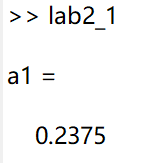 >> lab2_1
a1 =
0.2375